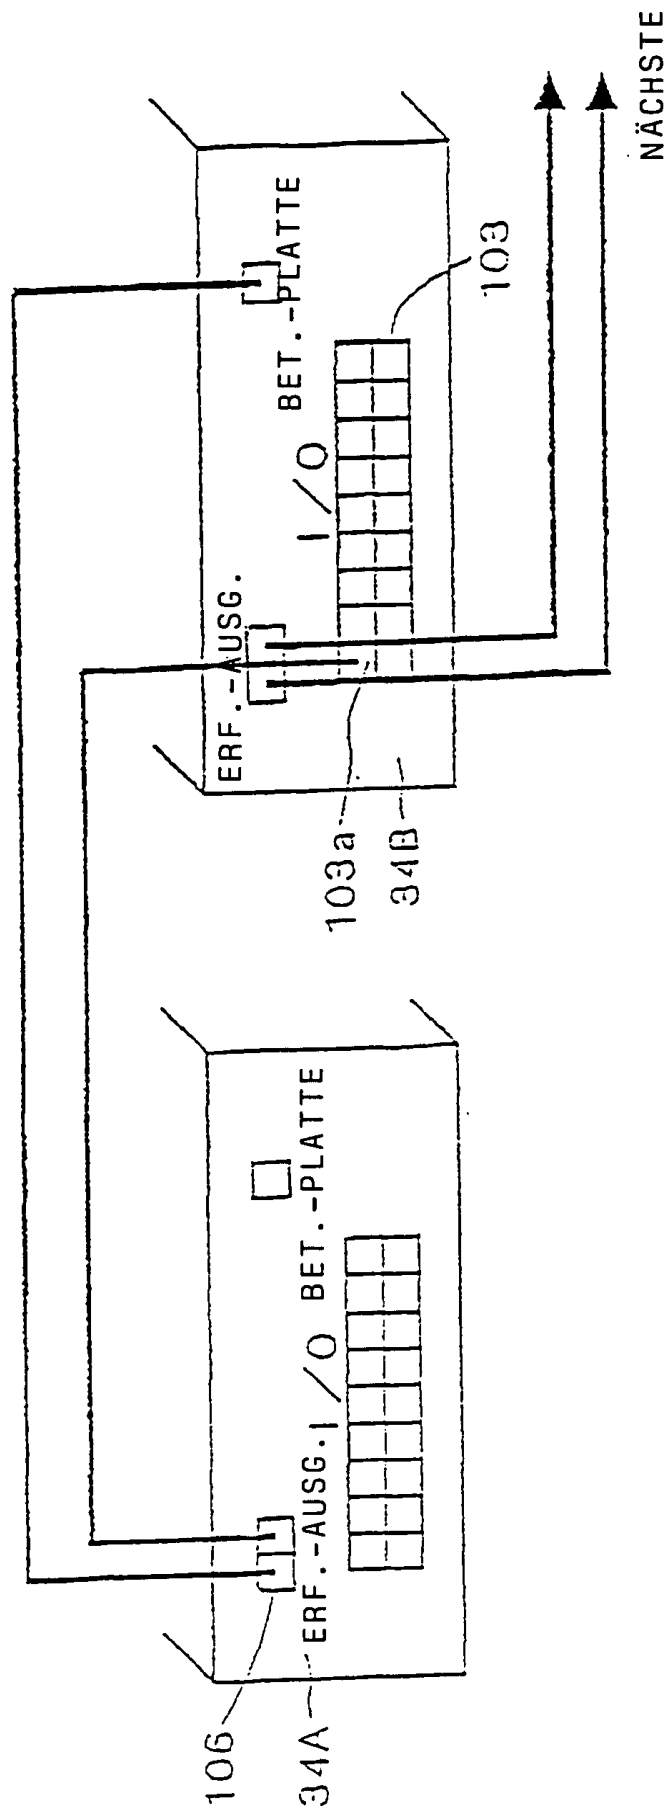 106
34A
ERF.-AUSG.
I/O
BET.-PLATTE
103a
34B
ERF.-AUSG.
I/O
BET.-PLATTE
103
NÄCHSTE